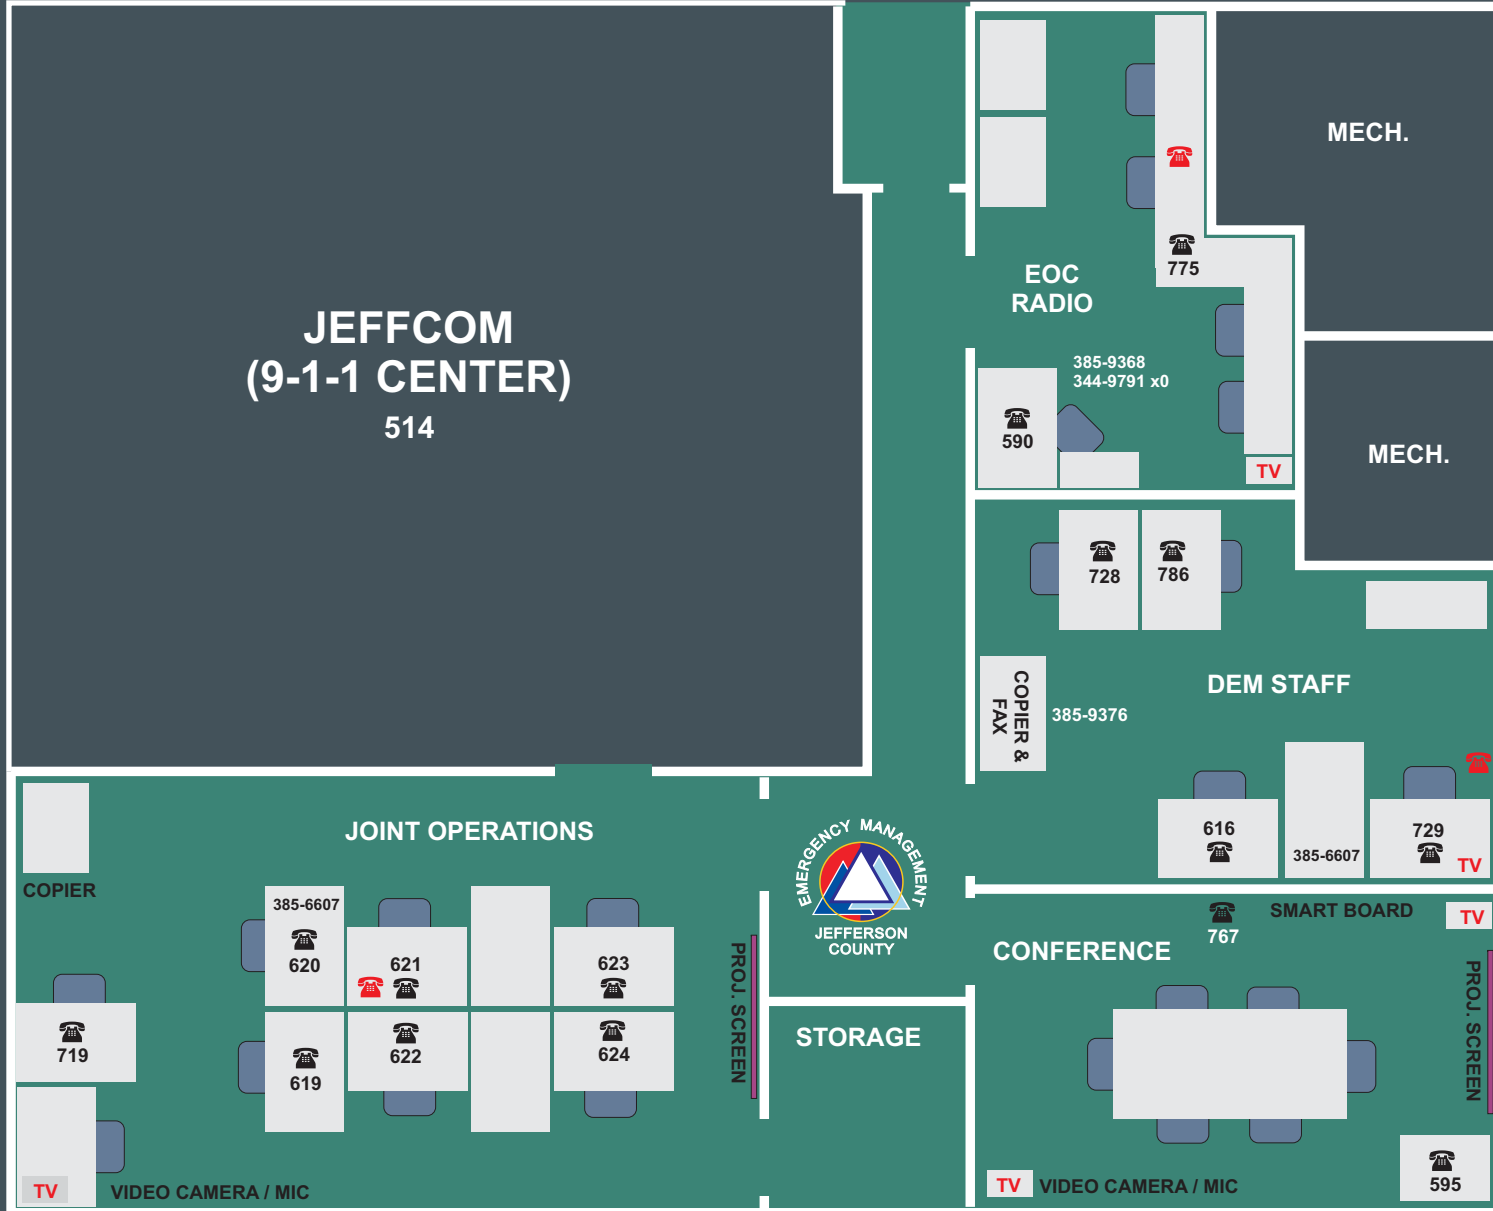 MECH.
775
EOC
RADIO
385-9368
344-9791 x0
590
TV
MECH.
JEFFCOM
(9-1-1 CENTER)
514
728
786
COPIER &
FAX
385-9376
DEM STAFF
616
385-6607
729
TV
JOINT OPERATIONS
COPIER
385-6607
620
621
623
719
619
622
624
PROJ. SCREEN
TV
VIDEO CAMERA / MIC
EMERGENCY MANAGEMENT
JEFFERSON
COUNTY
STORAGE
767
SMART BOARD
TV
CONFERENCE
PROJ. SCREEN
TV
VIDEO CAMERA / MIC
595